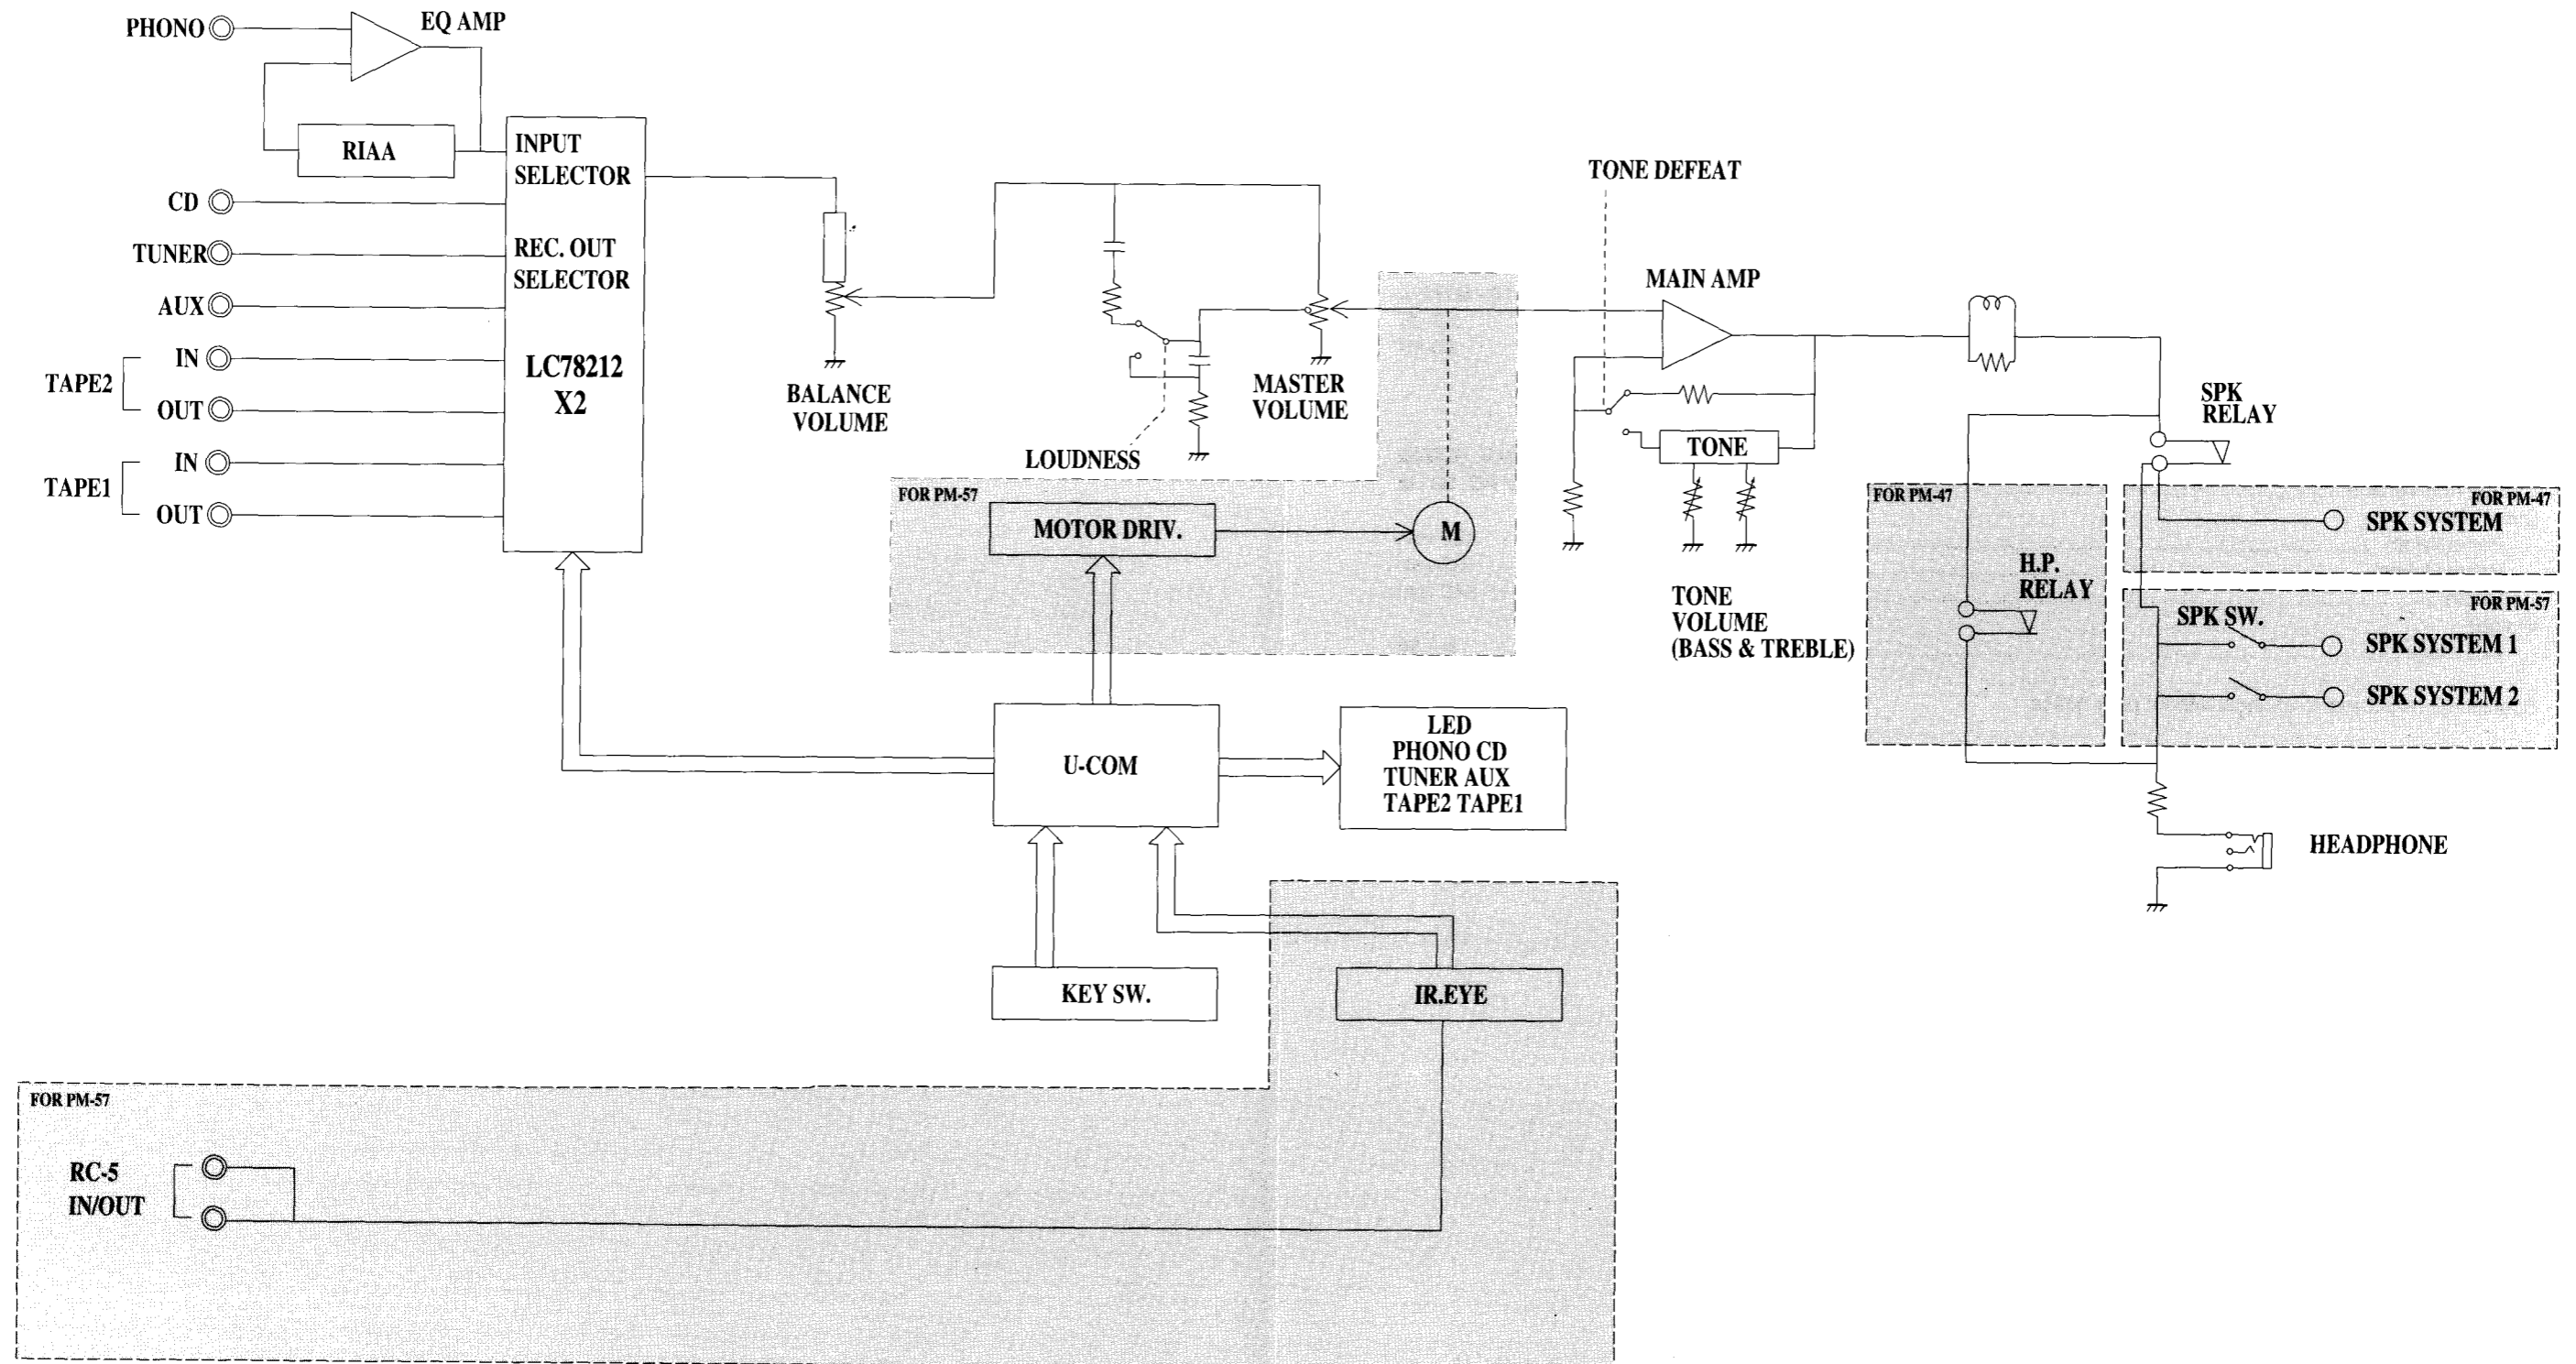 PHONO
EQ AMP
RIAA
INPUT
SELECTOR
CD
TUNER
REC. OUT
SELECTOR
AUX
TAPE2
IN
OUT
LC78212
X2
TAPE1
IN
OUT
BALANCE
VOLUME
LOUDNESS
MASTER
VOLUME
TONE DEFEAT
MAIN AMP
TONE
TONE
VOLUME
(BASS & TREBLE)
FOR PM-57
MOTOR DRIV.
M
SPK
RELAY
FOR PM-47
H.P.
RELAY
FOR PM-47
SPK SYSTEM
FOR PM-57
SPK SW.
SPK SYSTEM 1
SPK SYSTEM 2
U-COM
LED
PHONO CD
TUNER AUX
TAPE2 TAPE1
HEADPHONE
KEY SW.
IR.EYE
FOR PM-57
RC-5
IN/OUT